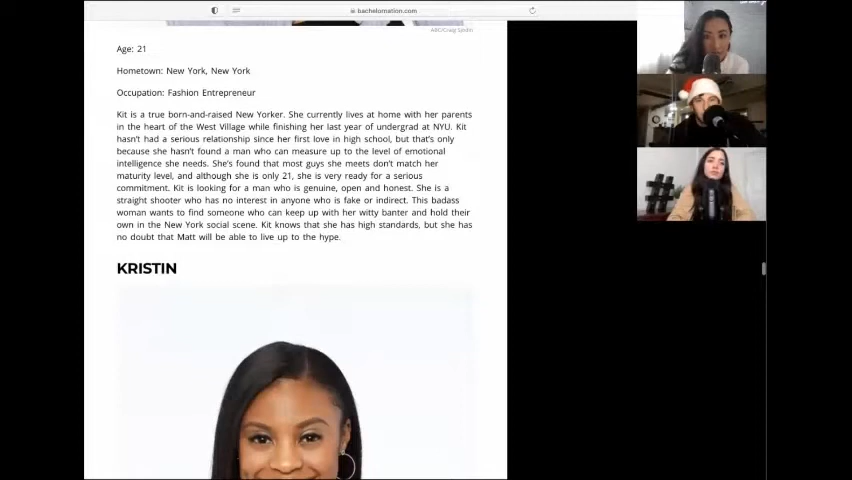 bachelornation.com
ABC/Craig Sjodin
Age: 21
Hometown: New York, New York
Occupation: Fashion Entrepreneur
Kit is a true born-and-raised New Yorker. She currently lives at home with her parents
in the heart of the West Village while finishing her last year of undergrad at NYU. Kit
hasn't had a serious relationship since her first love in high school, but that's only
because she hasn't found a man who can measure up to the level of emotional
intelligence she needs. She's found that most guys she meets don't match her
maturity level, and although she is only 21, she is very ready for a serious
commitment. Kit is looking for a man who is genuine, open and honest. She is a
straight shooter who has no interest in anyone who is fake or indirect. This badass
woman wants to find someone who can keep up with her witty banter and hold their
own in the New York social scene. Kit knows that she has high standards, but she has
no doubt that Matt will be able to live up to the hype.
KRISTIN